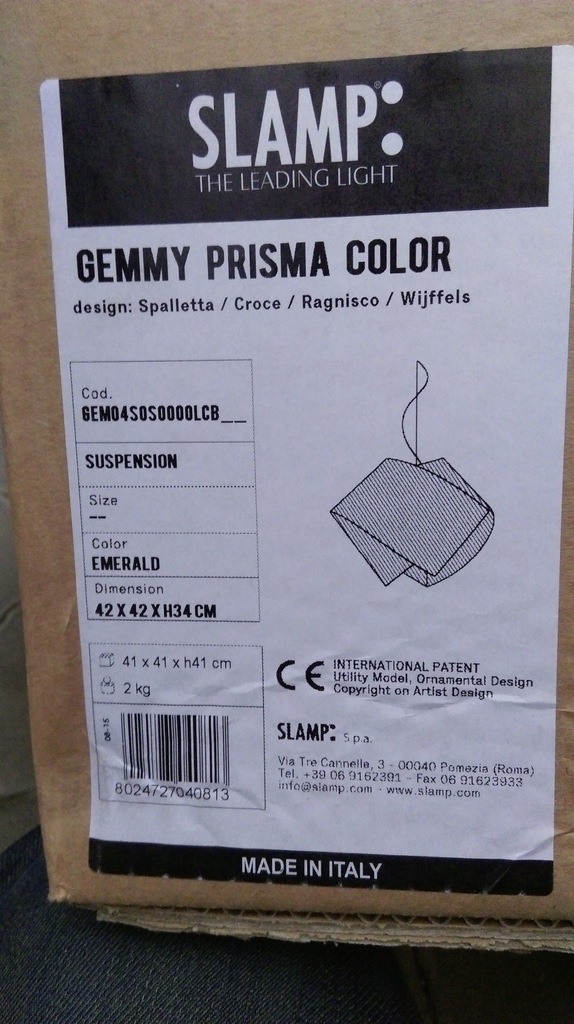 SLAMP:®
THE LEADING LIGHT
GEMMY PRISMA COLOR
design: Spalletta / Croce / Ragnisco / Wijffels
Cod.
GEM04SOS0000LCB__
SUSPENSION
Size
--
Color
EMERALD
Dimension
42 X 42 X H34 CM
41 x 41 x h41 cm
2 kg
08-15
8024727040813
CE INTERNATIONAL PATENT
Utility Model, Ornamental Design
Copyright on Artist Design
SLAMP: S.p.a.
Via Tre Cannelle, 3 - 00040 Pomezia (Roma)
Tel. +39 06 9162391 - Fax 06 91623933
info@slamp.com · www.slamp.com
MADE IN ITALY